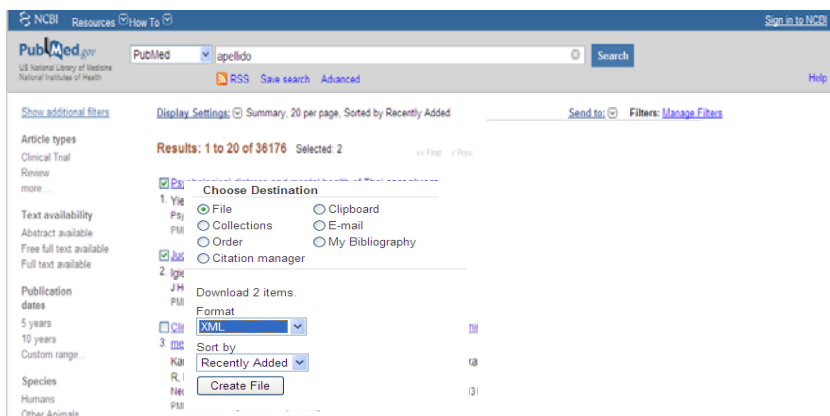 NCBI Resources How To Sign in to NCBI
PubMed.gov
US National Library of Medicine
National Institutes of Health
PubMed apellido Search
RSS Save search Advanced Help
Show additional filters
Display Settings: Summary, 20 per page, Sorted by Recently Added Send to: Filters: Manage Filters
Article types
Clinical Trial
Review
more ...
Text availability
Abstract available
Free full text available
Full text available
Publication
dates
5 years
10 years
Custom range...
Species
Humans
Other Animals
Results: 1 to 20 of 36176 Selected: 2 << First < Prev
1.
2.
3.
Choose Destination
File Clipboard
Collections E-mail
Order My Bibliography
Citation manager
Download 2 items.
Format
XML
Sort by
Recently Added
Create File